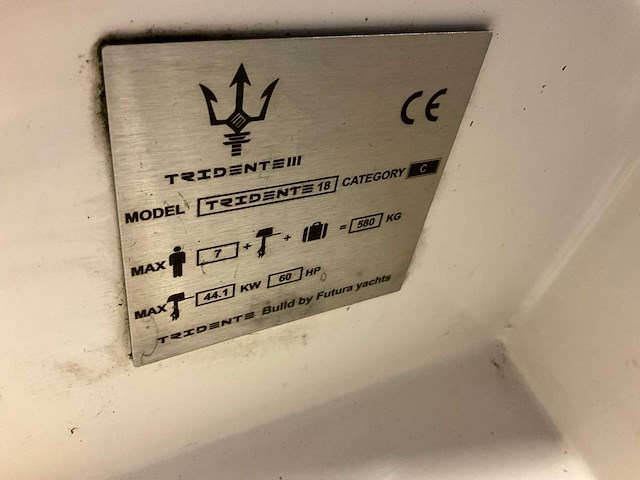 CE
TRIDENTE III
MODEL TRIDENTE 18 CATEGORY C
MAX 7 + + = 580 KG
MAX 44.1 KW 60 HP
TRIDENTE Build by Futura yachts